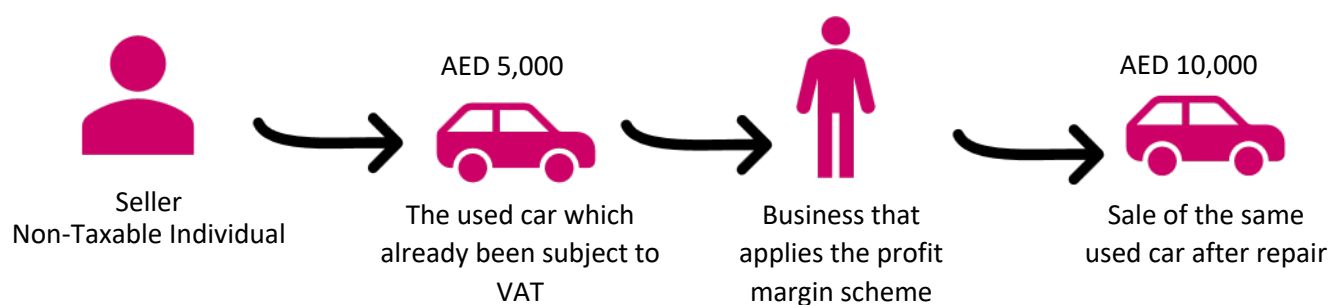 AED 5,000
AED 10,000
Seller
Non-Taxable Individual
The used car which
already been subject to
VAT
Business that
applies the profit
margin scheme
Sale of the same
used car after repair